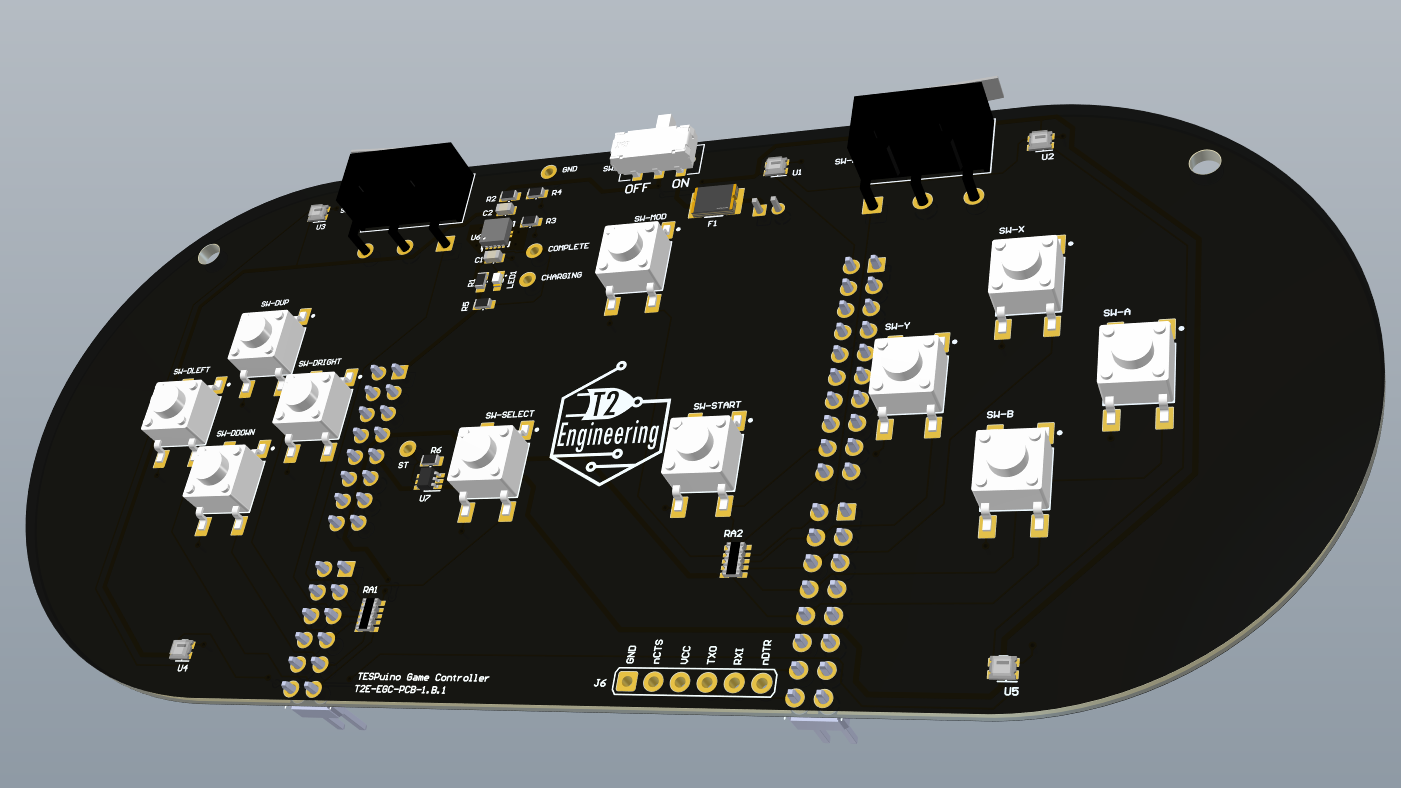 GND
OFF
ON
U1
U2
U3
R2
R4
C2
R3
U6
C1
COMPLETE
R1
LED1
CHARGING
R5
SW-MOD
F1
SW-X
SW-A
SW-Y
SW-B
SW-DUP
SW-DLEFT
SW-DRIGHT
SW-DDOWN
SW-SELECT
SW-START
T2
Engineering
ST
R6
U7
RA2
RA1
U4
U5
GND
nCTS
VCC
TXO
RXI
nDTR
J6
TESPuino Game Controller
T2E-EGC-PCB-1.B.1